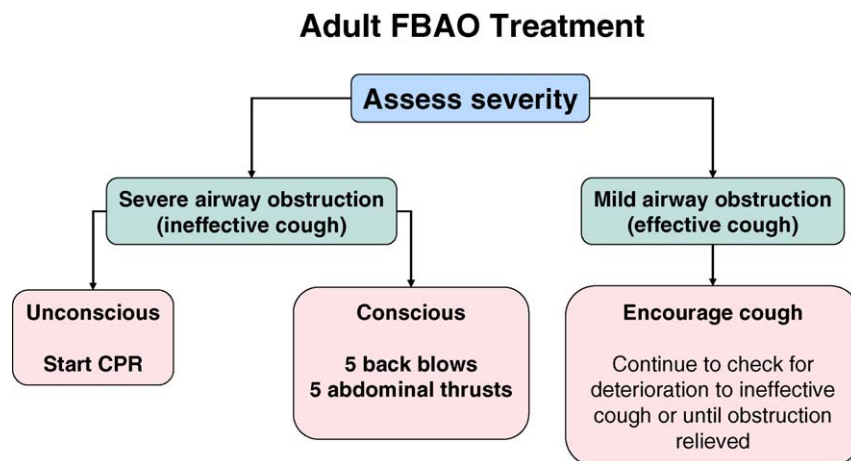 Adult FBAO Treatment
Assess severity
Severe airway obstruction
(ineffective cough)
Mild airway obstruction
(effective cough)
Unconscious
Start CPR
Conscious
5 back blows
5 abdominal thrusts
Encourage cough
Continue to check for
deterioration to ineffective
cough or until obstruction
relieved